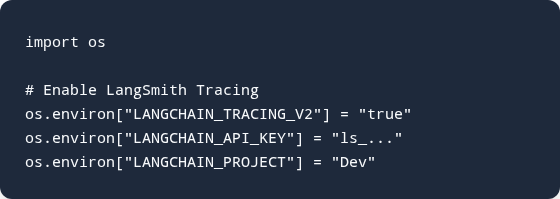 import os

# Enable LangSmith Tracing
os.environ["LANGCHAIN_TRACING_V2"] = "true"
os.environ["LANGCHAIN_API_KEY"] = "ls_..."
os.environ["LANGCHAIN_PROJECT"] = "Dev"